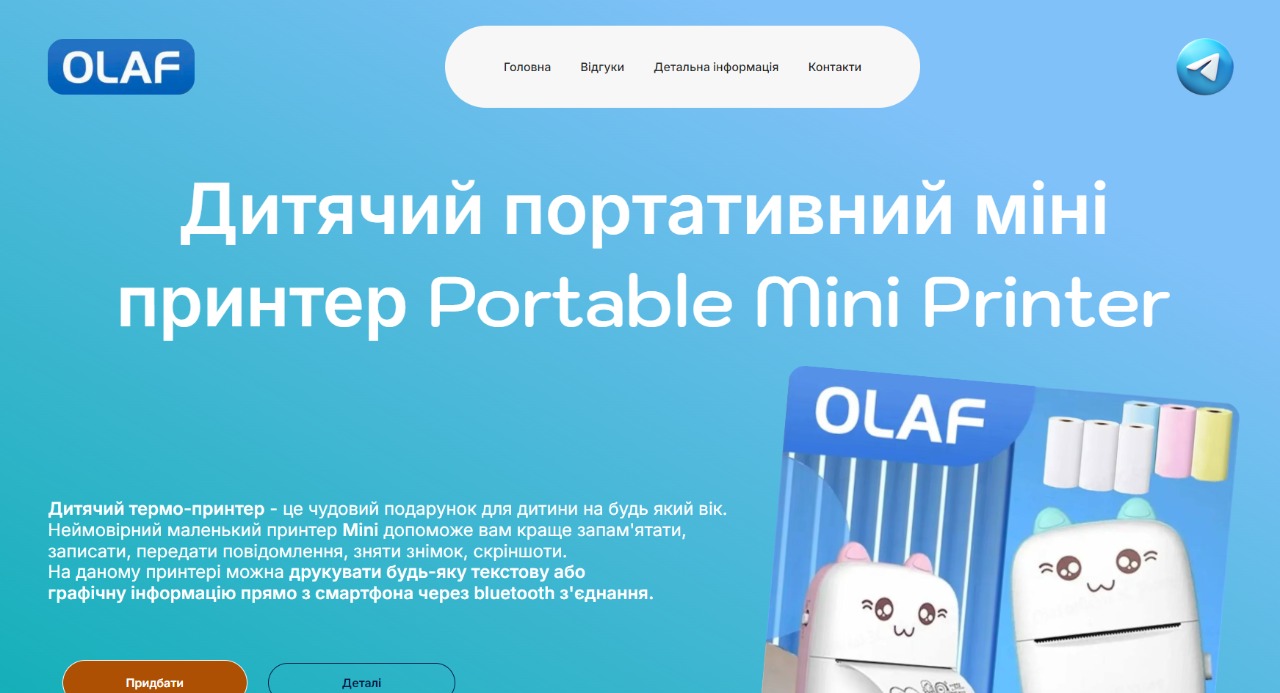 OLAF
Головна Відгуки Детальна інформація Контакти
Дитячий портативний міні
принтер Portable Mini Printer
OLAF
Дитячий термо-принтер - це чудовий подарунок для дитини на будь який вік.
Неймовірний маленький принтер Mini допоможе вам краще запам'ятати,
записати, передати повідомлення, зняти знімок, скріншоти.
На даному принтері можна друкувати будь-яку текстову або
графічну інформацію прямо з смартфона через bluetooth з'єднання.
Придбати Деталі